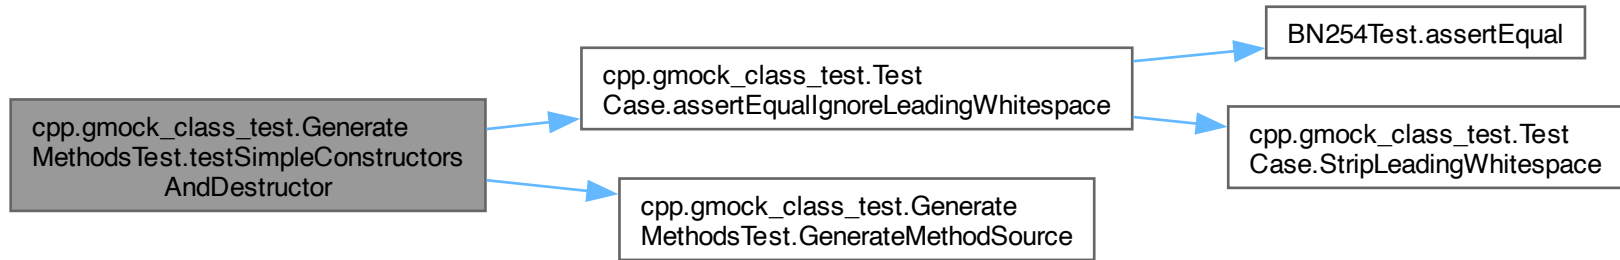 cpp.gmock_class_test.Generate
MethodsTest.testSimpleConstructors
AndDestructor
cpp.gmock_class_test.Test
Case.assertEqualIgnoreLeadingWhitespace
BN254Test.assertEqual
cpp.gmock_class_test.Test
Case.StripLeadingWhitespace
cpp.gmock_class_test.Generate
MethodsTest.GenerateMethodSource